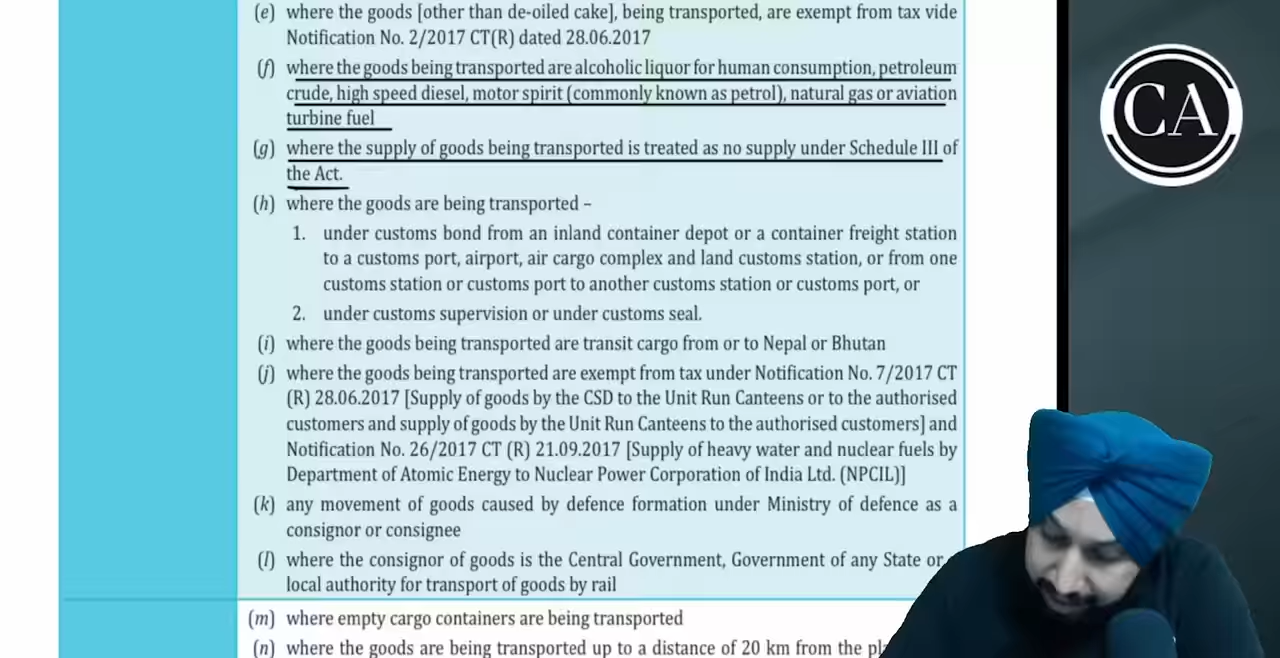 (e) where the goods [other than de-oiled cake], being transported, are exempt from tax vide
Notification No. 2/2017 CT(R) dated 28.06.2017
(f) where the goods being transported are alcoholic liquor for human consumption, petroleum
crude, high speed diesel, motor spirit (commonly known as petrol), natural gas or aviation
turbine fuel
(g) where the supply of goods being transported is treated as no supply under Schedule III of
the Act.
(h) where the goods are being transported –
1. under customs bond from an inland container depot or a container freight station
to a customs port, airport, air cargo complex and land customs station, or from one
customs station or customs port to another customs station or customs port, or
2. under customs supervision or under customs seal.
(i) where the goods being transported are transit cargo from or to Nepal or Bhutan
(j) where the goods being transported are exempt from tax under Notification No. 7/2017 CT
(R) 28.06.2017 [Supply of goods by the CSD to the Unit Run Canteens or to the authorised
customers and supply of goods by the Unit Run Canteens to the authorised customers] and
Notification No. 26/2017 CT (R) 21.09.2017 [Supply of heavy water and nuclear fuels by
Department of Atomic Energy to Nuclear Power Corporation of India Ltd. (NPCIL)]
(k) any movement of goods caused by defence formation under Ministry of defence as a
consignor or consignee
(l) where the consignor of goods is the Central Government, Government of any State or
local authority for transport of goods by rail
(m) where empty cargo containers are being transported
(n) where the goods are being transported up to a distance of 20 km from the
CA